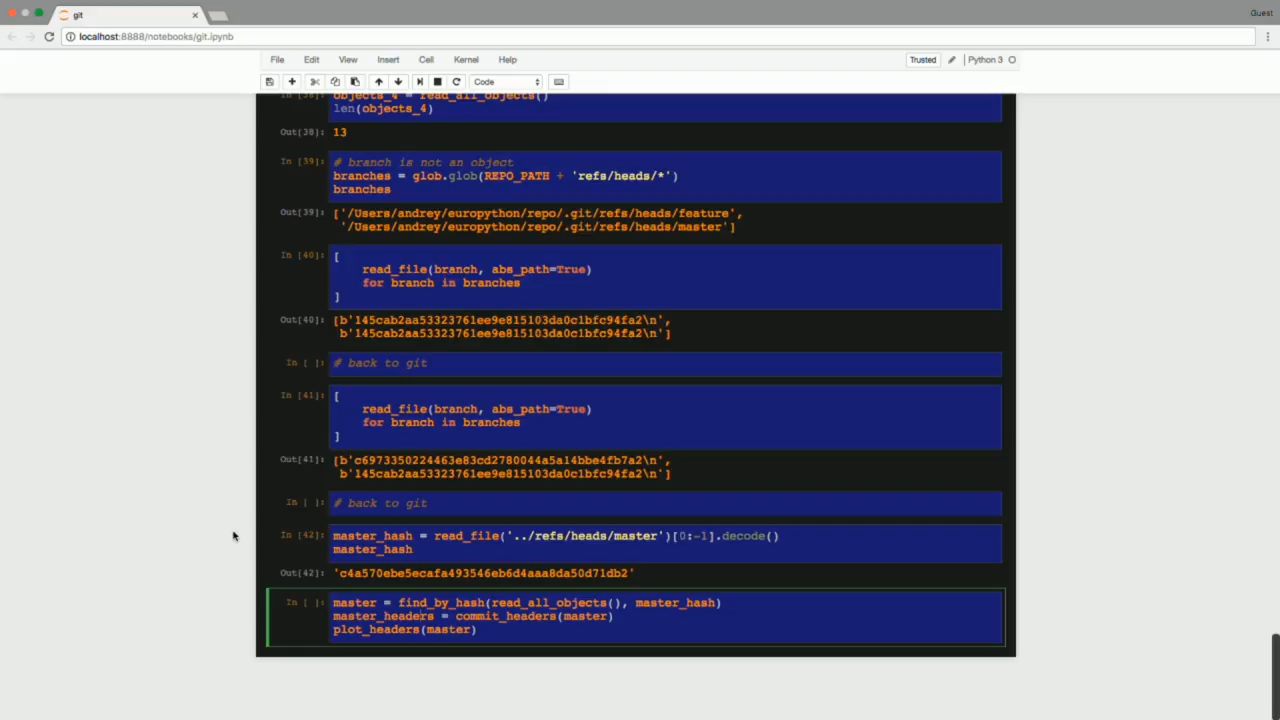 git
Guest
localhost:8888/notebooks/git.ipynb
File Edit View Insert Cell Kernel Help
Trusted Python 3
Code
In [38]: objects_4 = read_all_objects()
len(objects_4)
Out[38]: 13
In [39]: # branch is not an object
branches = glob.glob(REPO_PATH + 'refs/heads/*')
branches
Out[39]: ['/Users/andrey/europython/repo/.git/refs/heads/feature',
'/Users/andrey/europython/repo/.git/refs/heads/master']
In [40]: [
read_file(branch, abs_path=True)
for branch in branches
]
Out[40]: [b'145cab2aa53323761ee9e815103da0c1bfc94fa2\n',
b'145cab2aa53323761ee9e815103da0c1bfc94fa2\n']
In [ ]: # back to git
In [41]: [
read_file(branch, abs_path=True)
for branch in branches
]
Out[41]: [b'c6973350224463e83cd2780044a5a14bbe4fb7a2\n',
b'145cab2aa53323761ee9e815103da0c1bfc94fa2\n']
In [ ]: # back to git
In [42]: master_hash = read_file('../refs/heads/master')[0:-1].decode()
master_hash
Out[42]: 'c4a570ebe5ecafa493546eb6d4aaa8da50d71db2'
In [ ]: master = find_by_hash(read_all_objects(), master_hash)
master_headers = commit_headers(master)
plot_headers(master)